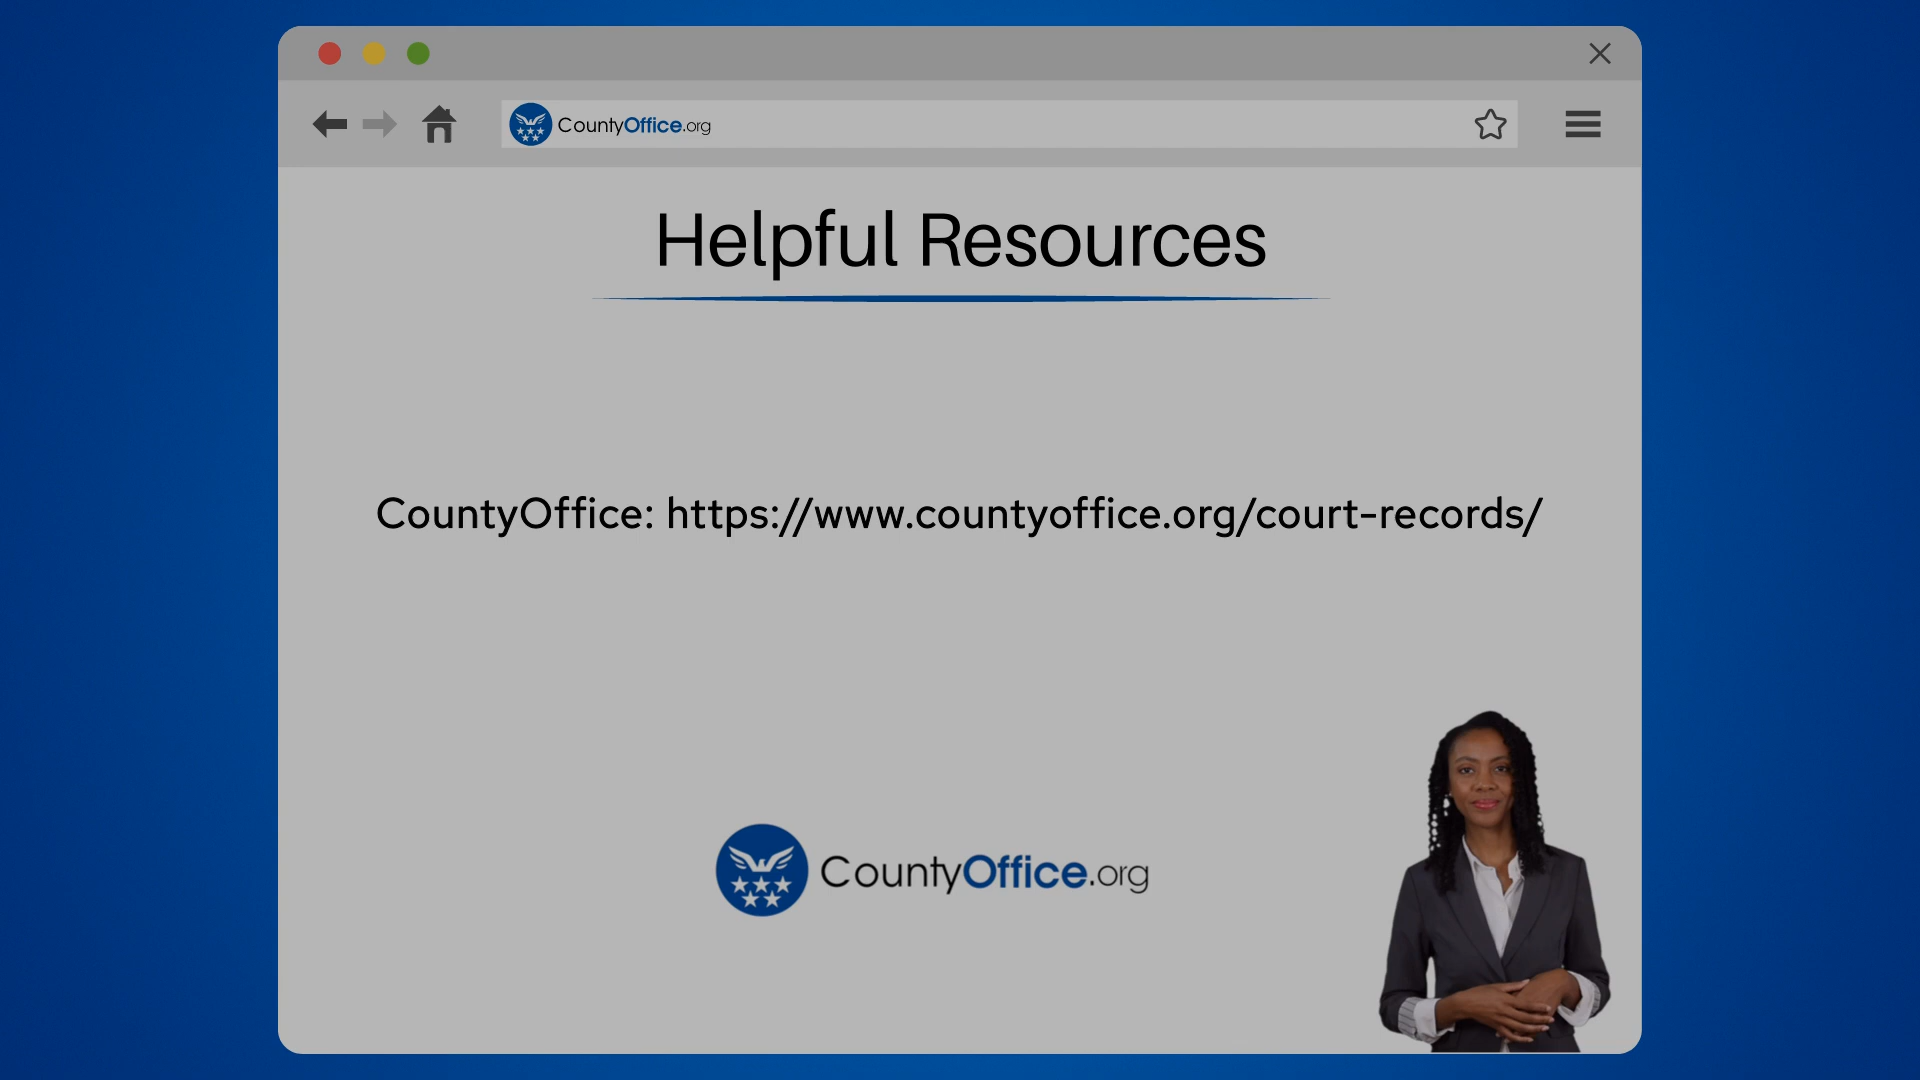 CountyOffice.org
Helpful Resources
CountyOffice: https://www.countyoffice.org/court-records/
CountyOffice.org